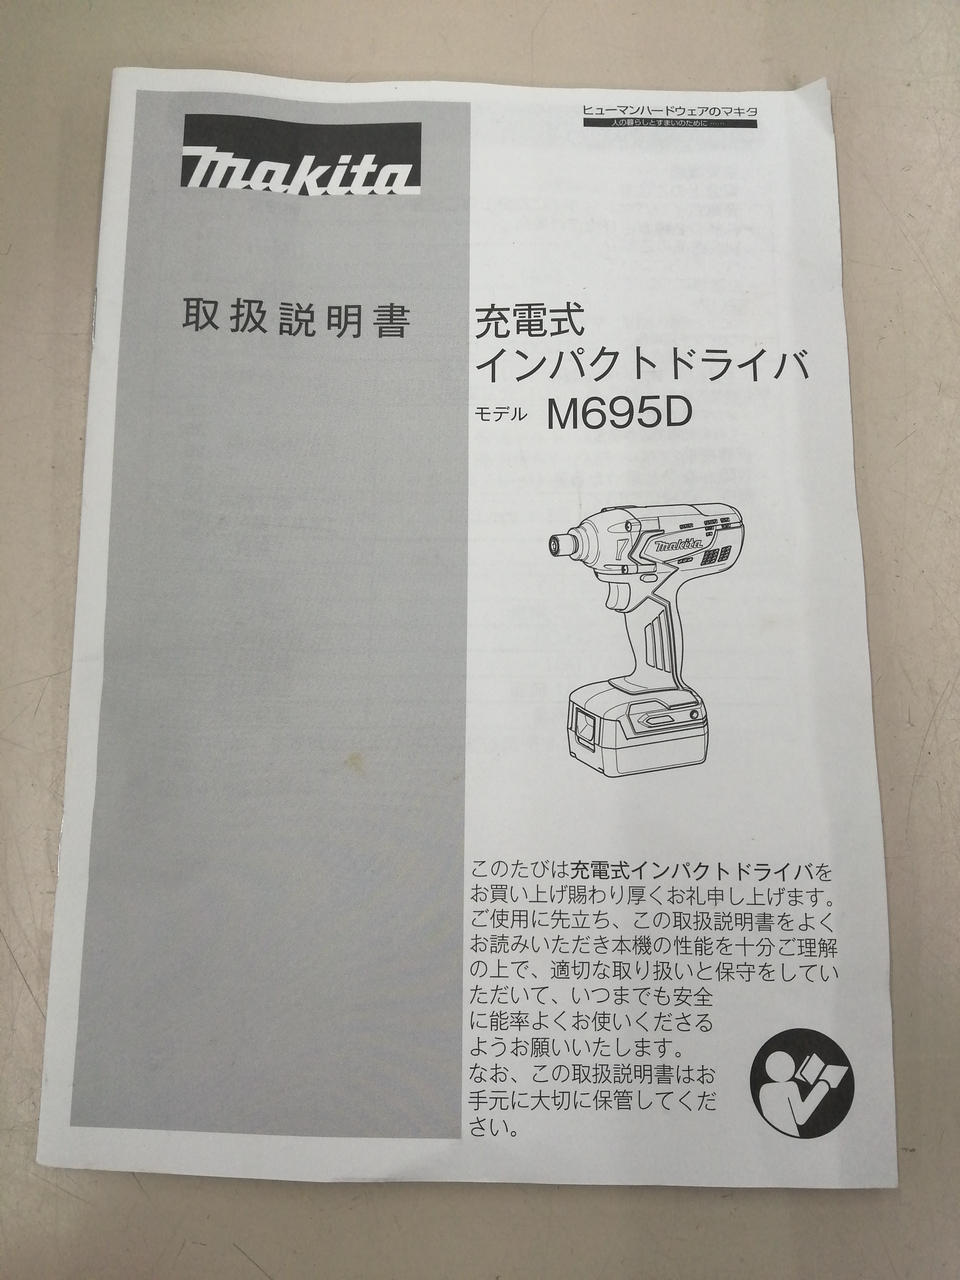 makita
ヒューマンハードウェアのマキタ
人の暮らしとすまいのために……
取扱説明書
充電式
インパクトドライバ
モデル M695D
makita
このたびは充電式インパクトドライバを
お買い上げ賜わり厚くお礼申し上げます。
ご使用に先立ち、この取扱説明書をよく
お読みいただき本機の性能を十分ご理解
の上で、適切な取り扱いと保守をしてい
ただいて、いつまでも安全
に能率よくお使いくださる
ようお願いいたします。
なお、この取扱説明書はお
手元に大切に保管してくだ
さい。